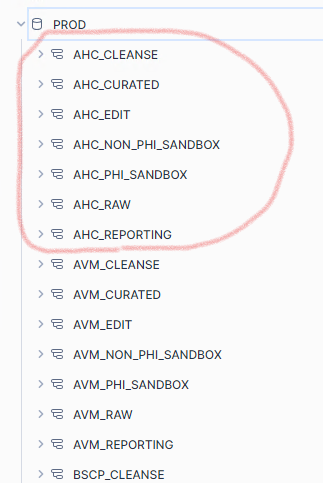 PROD
AHC_CLEANSE
AHC_CURATED
AHC_EDIT
AHC_NON_PHI_SANDBOX
AHC_PHI_SANDBOX
AHC_RAW
AHC_REPORTING
AVM_CLEANSE
AVM_CURATED
AVM_EDIT
AVM_NON_PHI_SANDBOX
AVM_PHI_SANDBOX
AVM_RAW
AVM_REPORTING
BSCP_CLEANSE